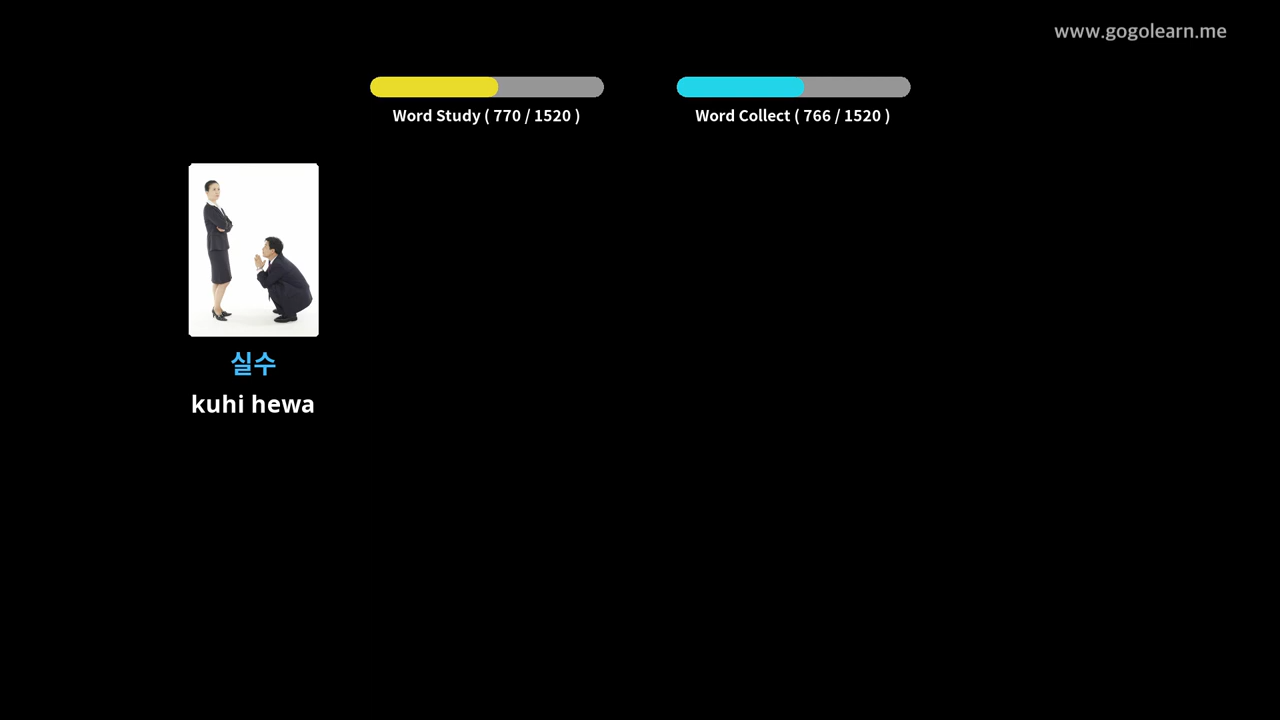 www.gogolearn.me
Word Study ( 770 / 1520 )
Word Collect ( 766 / 1520 )
실수
kuhi hewa